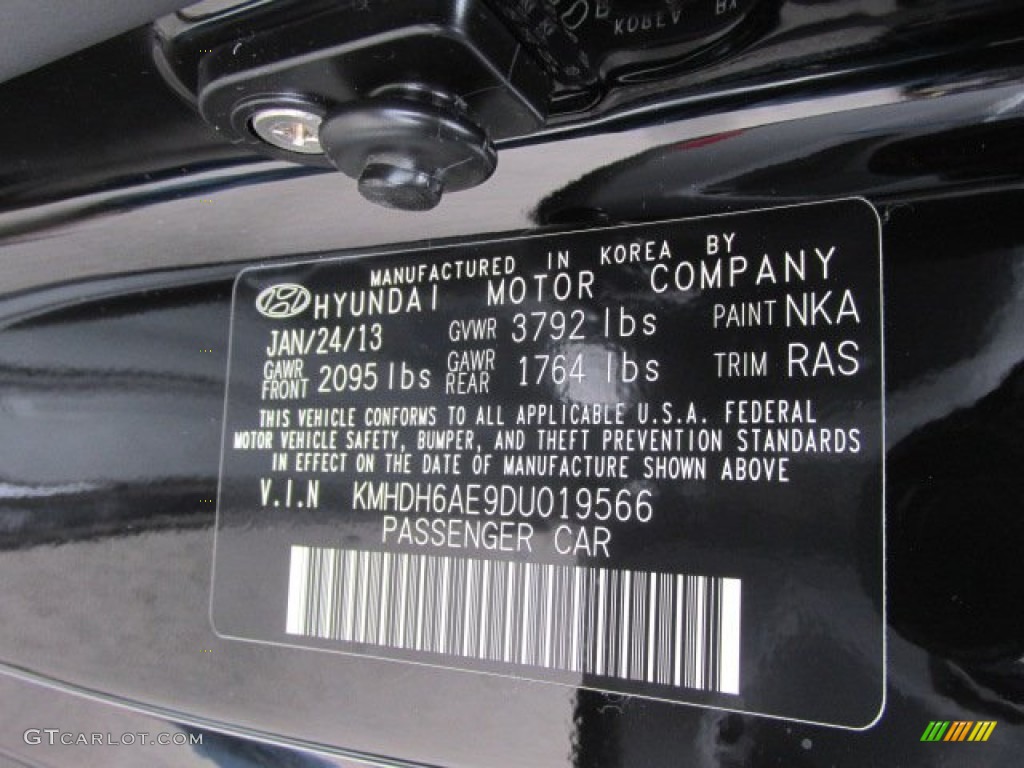 KOBEV BX
MANUFACTURED IN KOREA BY
HYUNDAI MOTOR COMPANY
JAN/24/13 GVWR 3792 lbs PAINT NKA
GAWR FRONT 2095 lbs GAWR REAR 1764 lbs TRIM RAS
THIS VEHICLE CONFORMS TO ALL APPLICABLE U.S.A. FEDERAL
MOTOR VEHICLE SAFETY, BUMPER, AND THEFT PREVENTION STANDARDS
IN EFFECT ON THE DATE OF MANUFACTURE SHOWN ABOVE
V.I.N KMHDH6AE9DU019566
PASSENGER CAR
GTCARLOT.COM